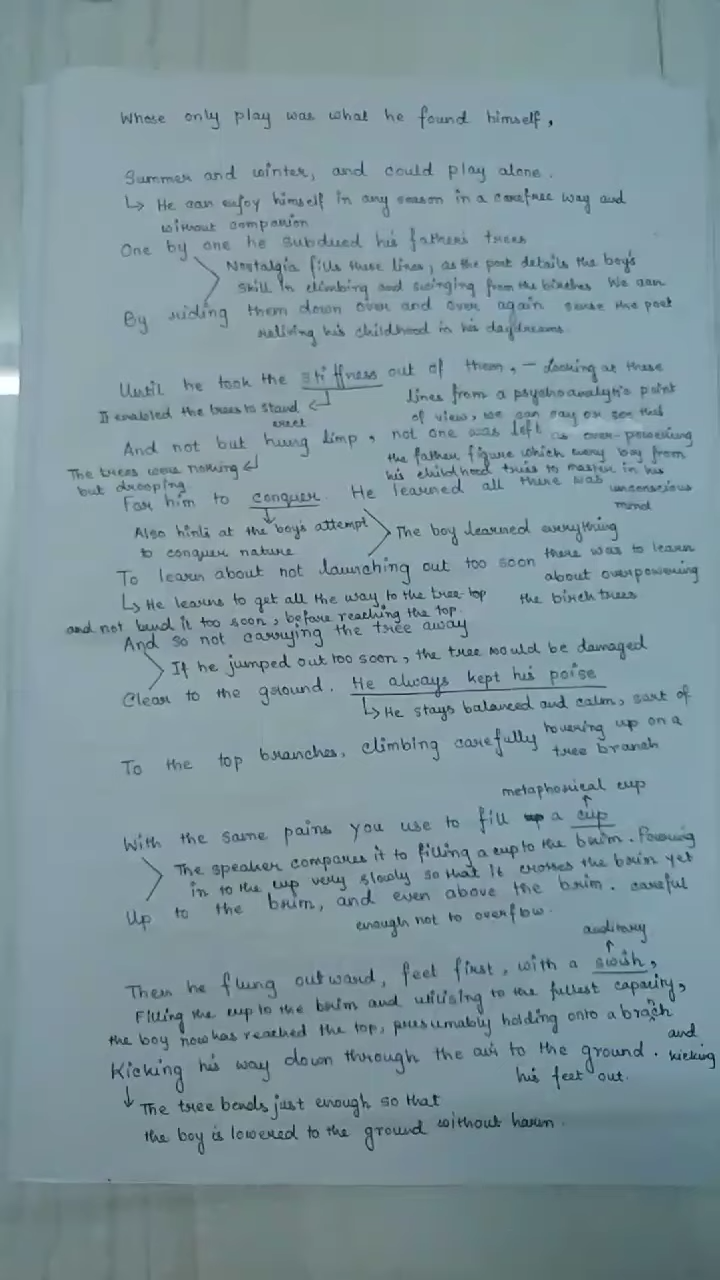 Whose only play was what he found himself,
Summer and winter, and could play alone.
↳ He can enjoy himself in any season in a carefree way and
without companion
One by one he subdued his father's trees
Nostalgia fills these lines, as the poet details the boy's
skill in climbing and swinging from the birches We can
By riding them down over and over again sense the poet
reliving his childhood in his daydreams.
Until he took the stiffness out of them, - Looking at these
It enabled the trees to stand
erect
lines from a psychoanalytic point
of view, we can say or see that
And not but hung limp, not one was left as over-powering
The trees were nothing
but drooping.
the father figure which every boy from
his childhood tries to master in his
unconscious
mind
For him to conquer. He learned all there was
Also hints at the boy's attempt
to conquer nature
The boy learned everything
there was to learn
about overpowering
the birch trees
To learn about not launching out too soon
↳ He learns to get all the way to the tree top
and not bend it too soon, before reaching the top.
And so not carrying the tree away
If he jumped out too soon, the tree would be damaged
Clear to the ground. He always kept his poise
↳ He stays balanced and calm, sort of
hovering up on a
tree branch
To the top branches, climbing carefully
metaphorical cup
With the same pains you use to fill a cup
The speaker compares it to filling a cup to the brim. Pouring
in to the cup very slowly so that it crosses the brim yet
Up to the brim, and even above the brim. careful
enough not to overflow.
auditory
Then he flung outward, feet first, with a swish,
Filling the cup to the brim and utilising to the fullest capacity,
the boy now has reached the top, presumably holding onto a brach
and
kicking
his feet out.
Kicking his way down through the air to the ground.
↓ The tree bends just enough so that
the boy is lowered to the ground without harm.